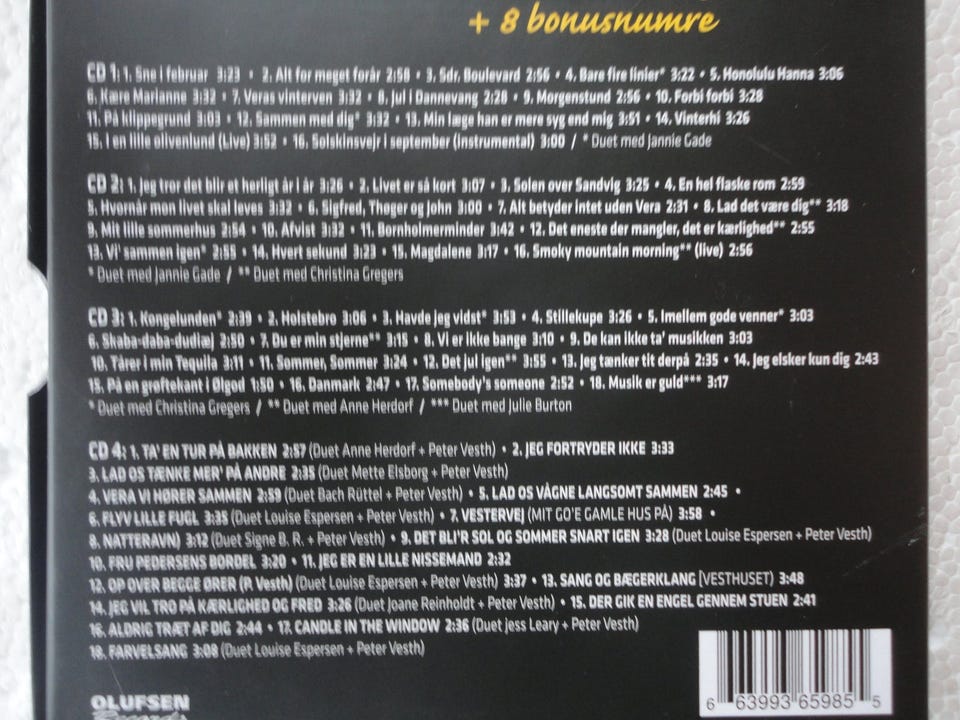 + 8 bonusnumre
CD 1: 1. Sne i februar 3:23 • 2. Alt for meget forår 2:58 • 3. Sdr. Boulevard 2:56 • 4. Bare fire linier* 3:22 • 5. Honolulu Hanna 3:06
6. Kære Marianne 3:32 • 7. Veras vinterven 3:32 • 8. Jul i Dannevang 2:28 • 9. Morgenstund 2:56 • 10. Forbi forbi 3:28
11. På klippegrund 3:03 • 12. Sammen med dig* 3:32 • 13. Min læge han er mere syg end mig 3:51 • 14. Vinterhi 3:26
15. I en lille olivenlund (Live) 3:52 • 16. Solskinsvejr i september (instrumental) 3:00 / * Duet med Jannie Gade
CD 2: 1. Jeg tror det blir et herligt år i år 3:26 • 2. Livet er så kort 3:07 • 3. Solen over Sandvig 3:25 • 4. En hel flaske rom 2:59
5. Hvornår mon livet skal leves 3:32 • 6. Sigfred, Thøger og John 3:00 • 7. Alt betyder intet uden Vera 2:31 • 8. Lad det være dig** 3:18
9. Mit lille sommerhus 2:54 • 10. Afvist 3:32 • 11. Bornholmerminder 3:42 • 12. Det eneste der mangler, det er kærlighed** 2:55
13. Vi' sammen igen* 2:55 • 14. Hvert sekund 3:23 • 15. Magdalene 3:17 • 16. Smoky mountain morning** (live) 2:56
* Duet med Jannie Gade / ** Duet med Christina Gregers
CD 3: 1. Kongelunden* 2:39 • 2. Holstebro 3:06 • 3. Havde jeg vidst* 3:53 • 4. Stillekupe 3:26 • 5. Imellem gode venner* 3:03
6. Skaba-daba-dudlæj 2:50 • 7. Du er min stjerne** 3:15 • 8. Vi er ikke bange 3:10 • 9. De kan ikke ta' musikken 3:03
10. Tårer i min Tequila 3:11 • 11. Sommer, Sommer 3:24 • 12. Det jul igen** 3:55 • 13. Jeg tænker tit derpå 2:35 • 14. Jeg elsker kun dig 2:43
15. På en grøftekant i Ølgod 1:50 • 16. Danmark 2:47 • 17. Somebody's someone 2:52 • 18. Musik er guld*** 3:17
* Duet med Christina Gregers / ** Duet med Anne Herdorf / *** Duet med Julie Burton
CD 4: 1. TA' EN TUR PÅ BAKKEN 2:57 (Duet Anne Herdorf + Peter Vesth) • 2. JEG FORTRYDER IKKE 3:33
3. LAD OS TÆNKE MER' PÅ ANDRE 2:35 (Duet Mette Elsborg + Peter Vesth)
4. VERA VI HØRER SAMMEN 2:59 (Duet Bach Rüttel + Peter Vesth) • 5. LAD OS VÅGNE LANGSOMT SAMMEN 2:45 •
6. FLYV LILLE FUGL 3:35 (Duet Louise Espersen + Peter Vesth) • 7. VESTERVEJ (MIT GO'E GAMLE HUS PÅ) 3:58 •
8. NATTERAVN) 3:12 (Duet Signe B. R. + Peter Vesth) • 9. DET BLI'R SOL OG SOMMER SNART IGEN 3:28 (Duet Louise Espersen + Peter Vesth)
10. FRU PEDERSENS BORDEL 3:20 • 11. JEG ER EN LILLE NISSEMAND 2:32
12. OP OVER BEGGE ØRER (P. Vesth) (Duet Louise Espersen + Peter Vesth) 3:37 • 13. SANG OG BÆGERKLANG [VESTHUSET) 3:48
14. JEG VIL TRO PÅ KÆRLIGHED OG FRED 3:26 (Duet Joane Reinholdt + Peter Vesth) • 15. DER GIK EN ENGEL GENNEM STUEN 2:41
16. ALDRIG TRÆT AF DIG 2:44 • 17. CANDLE IN THE WINDOW 2:36 (Duet jess Leary + Peter Vesth)
18. FARVELSANG 3:08 (Duet Louise Espersen + Peter Vesth)
OLUFSEN
Records
6 63993 65985 5